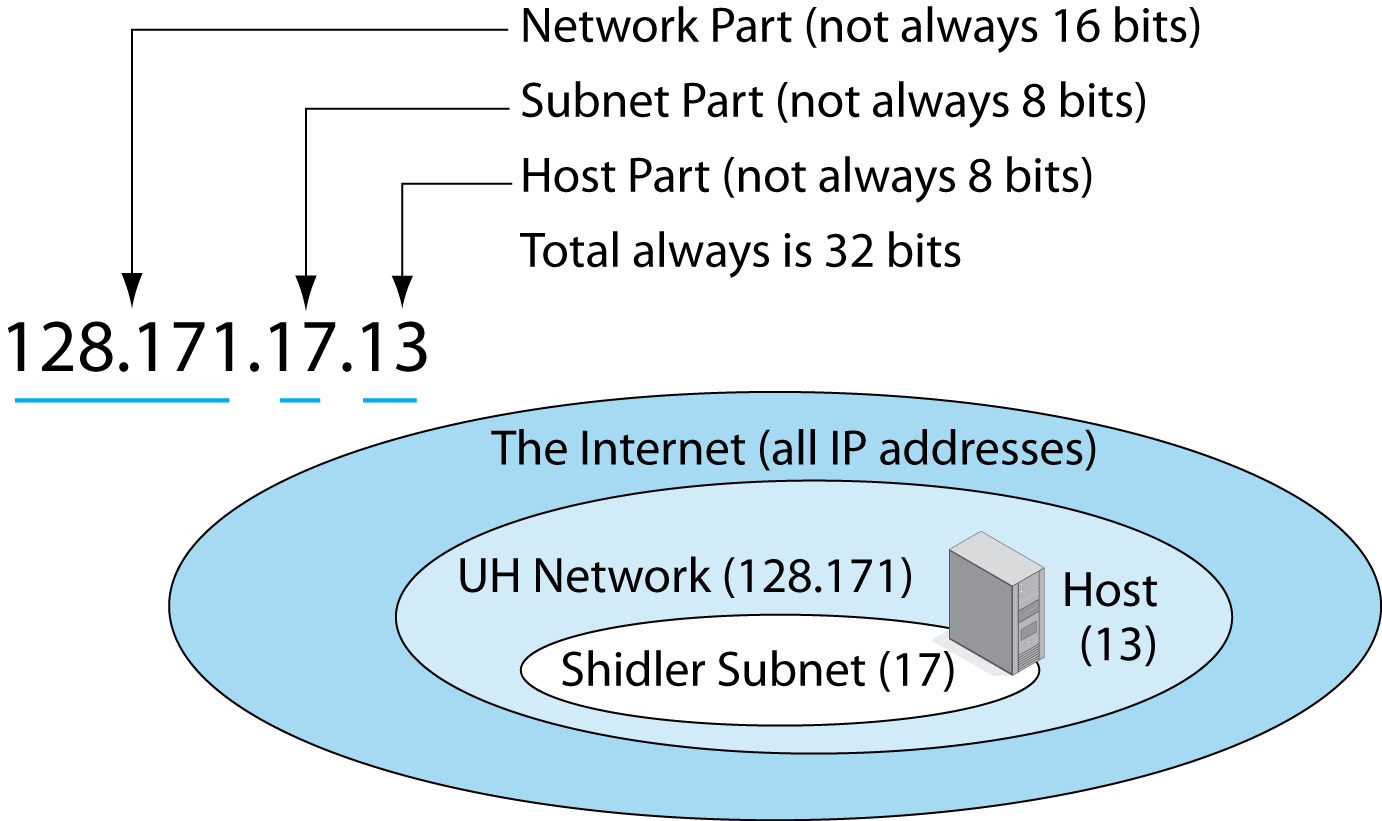 Network Part (not always 16 bits)
Subnet Part (not always 8 bits)
Host Part (not always 8 bits)
Total always is 32 bits
128.171.17.13
The Internet (all IP addresses)
UH Network (128.171)
Host
(13)
Shidler Subnet (17)